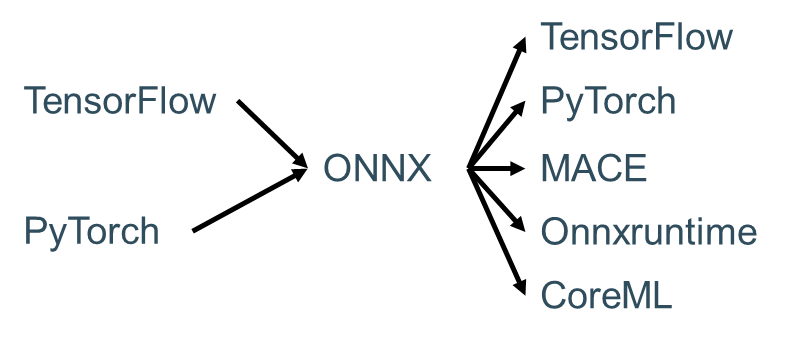 TensorFlow
PyTorch
ONNX
TensorFlow
PyTorch
MACE
Onnxruntime
CoreML